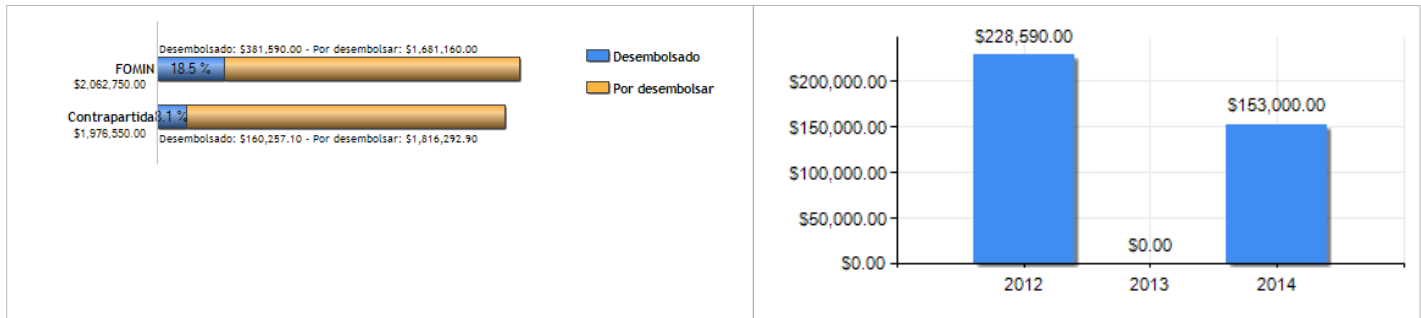 Desembolsado: $381,590.00 - Por desembolsar: $1,681,160.00
FOMIN
18.5 %
$2,062,750.00
Contrapartida
8.1 %
$1,976,550.00
Desembolsado: $160,257.10 - Por desembolsar: $1,816,292.90
Desembolsado
Por desembolsar
$228,590.00
$200,000.00
$153,000.00
$150,000.00
$100,000.00
$50,000.00
$0.00
$0.00
2012
2013
2014